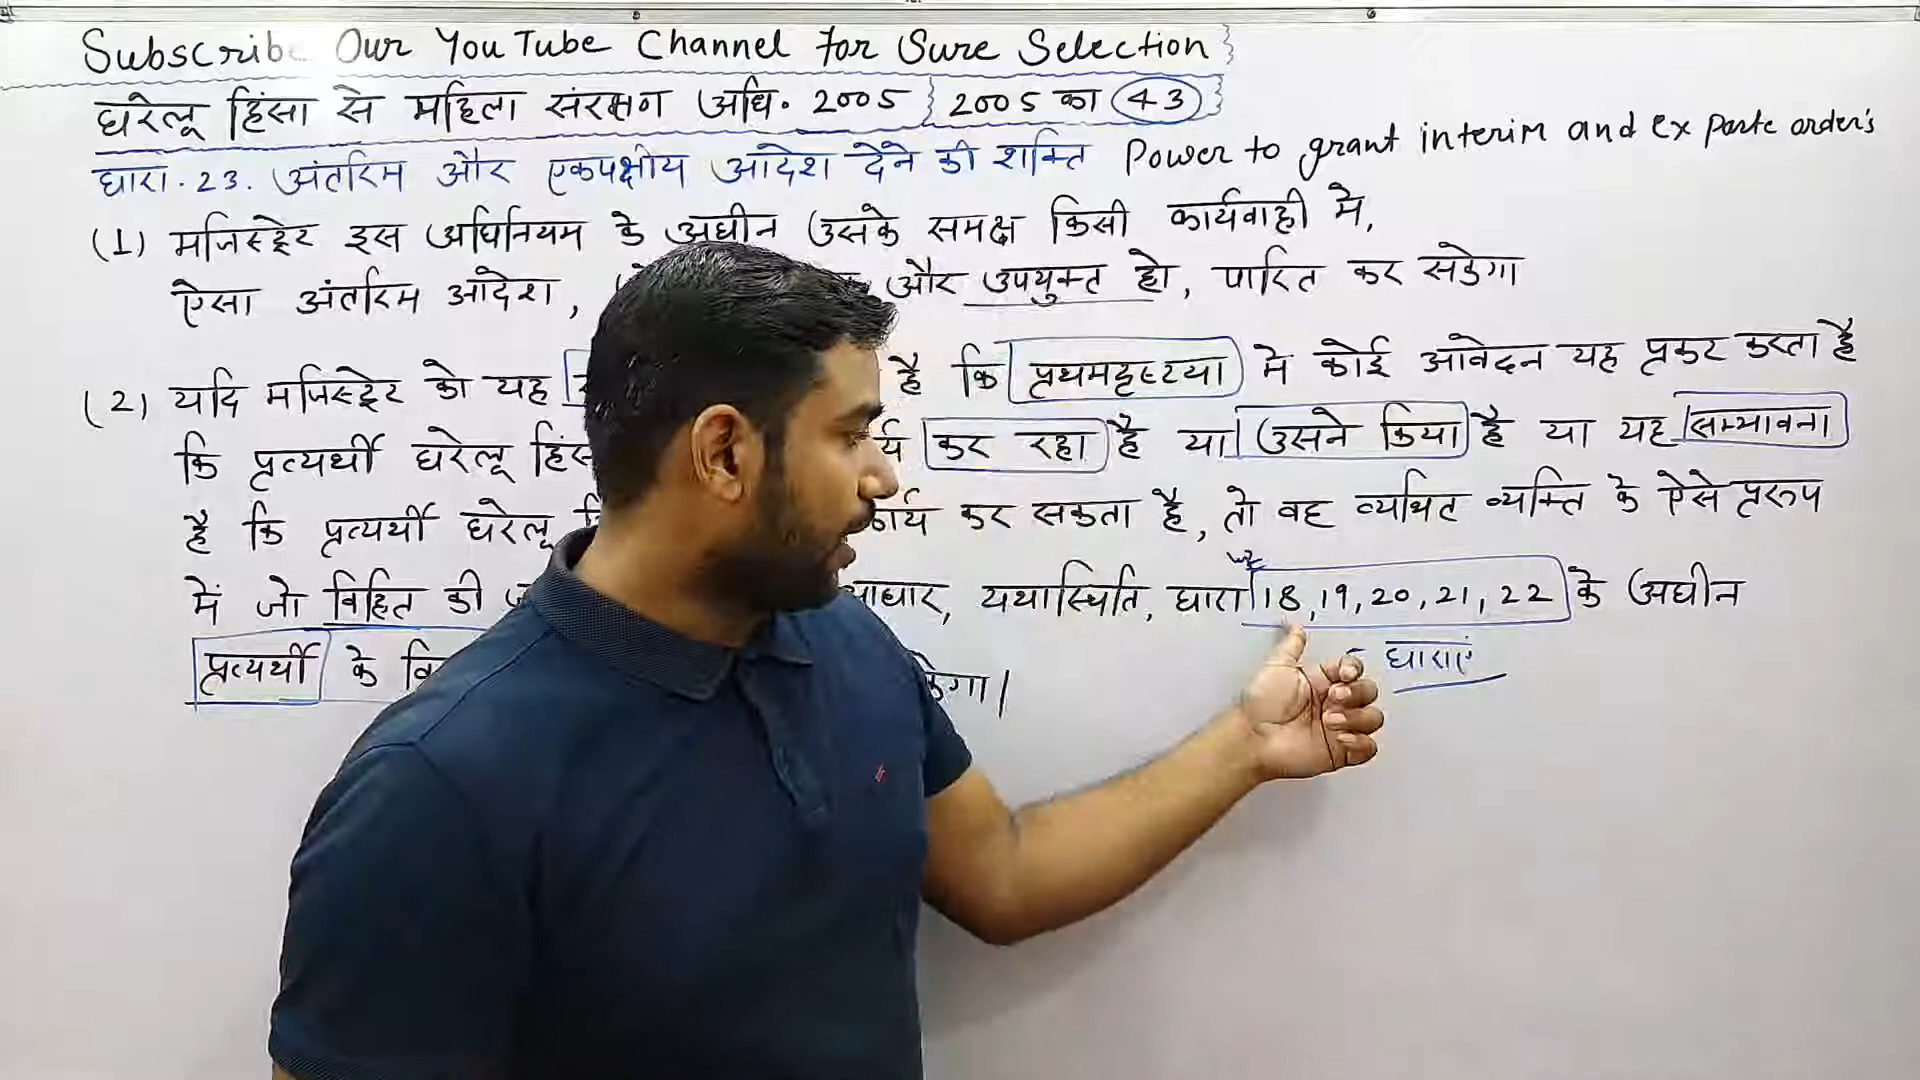 Subscribe Our YouTube Channel for Sure Selection
घरेलू हिंसा से महिला संरक्षण अधि. 2005 2005 का 43
धारा. 23. अंतरिम और एकपक्षीय आदेश देने की शक्ति Power to grant interim and ex parte order's
(1) मजिस्ट्रेट इस अधिनियम के अधीन उसके समक्ष किसी कार्यवाही में,
ऐसा अंतरिम आदेश, और उपयुक्त हो, पारित कर सकेगा
(2) यदि मजिस्ट्रेट को यह है कि प्रथमदृष्टया में कोई आवेदन यह प्रकट करता है
कि प्रत्यर्थी घरेलू कर रहा है या उसने किया है या यह सम्भावना
है कि प्रत्यर्थी घरेलू कार्य कर सकता है, तो वह व्यथित व्यक्ति के ऐसे प्ररूप
में जो विहित की आधार, यथास्थिति, धारा 18, 19, 20, 21, 22 के अधीन
धाराएं
प्रत्यर्थी के